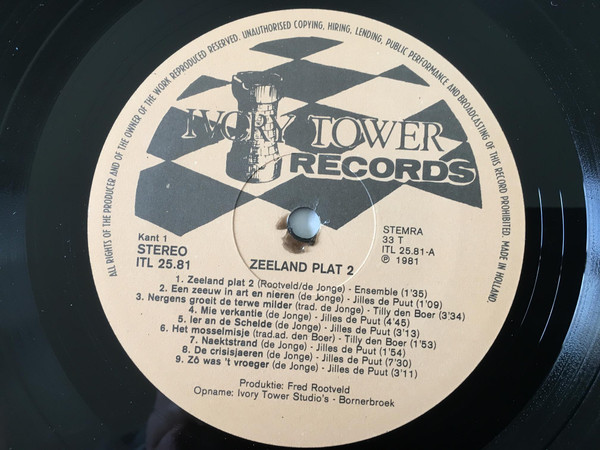 ALL RIGHTS OF THE PRODUCER AND OF THE OWNER OF THE WORK REPRODUCED RESERVED. UNAUTHORISED COPYING, HIRING, LENDING, PUBLIC PERFORMANCE AND BROADCASTING OF THIS RECORD PROHIBITED. MADE IN HOLLAND.
IVORY TOWER
RECORDS
Kant 1
STEREO
ITL 25.81
STEMRA
33 T
ITL 25.81-A
℗ 1981
ZEELAND PLAT 2
1. Zeeland plat 2 (Rootveld/de Jonge) - Ensemble (1'35)
2. Een zeeuw in art en nieren (de Jonge) - Jilles de Puut (1'09)
3. Nergens groeit de terwe milder (trad. de Jonge) - Tilly den Boer (3'34)
4. Mie verkantie (de Jonge) - Jilles de Puut (4'45)
5. Ier an de Schelde (de Jonge) - Jilles de Puut (3'13)
6. Het mosselmisje (trad.ad. den Boer) - Tilly den Boer (1'53)
7. Naektstrand (de Jonge) - Jilles de Puut (1'54)
8. De crisisjaeren (de Jonge) - Jilles de Puut (7'30)
9. Zô was 't vroeger (de Jonge) - Jilles de Puut (3'11)
Produktie: Fred Rootveld
Opname: Ivory Tower Studio's - Bornerbroek